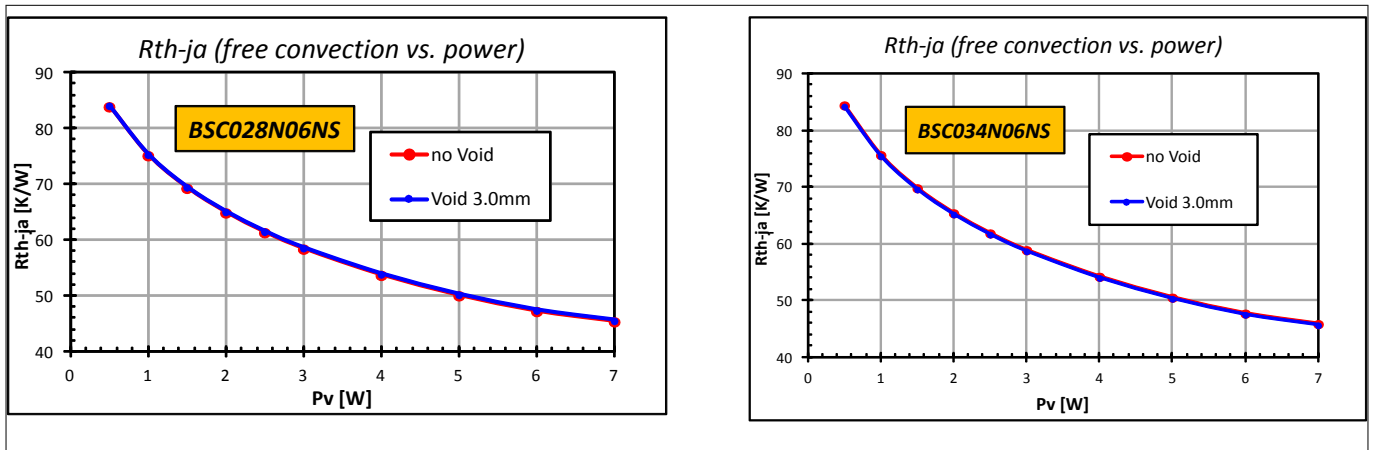 Rth-ja (free convection vs. power)
90
80
70
60
50
40
Rth-ja [K/W]
BSC028N06NS
no Void
Void 3.0mm
0 1 2 3 4 5 6 7
Pv [W]
Rth-ja (free convection vs. power)
90
80
70
60
50
40
Rth-ja [K/W]
BSC034N06NS
no Void
Void 3.0mm
0 1 2 3 4 5 6 7
Pv [W]